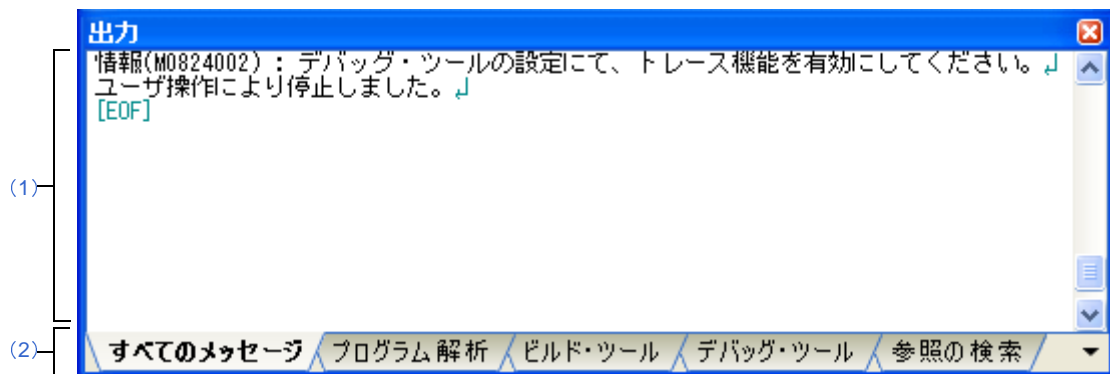 出力
情報(M0824002) : デバッグ・ツールの設定にて、トレース機能を有効にしてください。↲
ユーザ操作により停止しました。↲
[EOF]
(1)
(2)
すべてのメッセージ プログラム解析 ビルド・ツール デバッグ・ツール 参照の検索